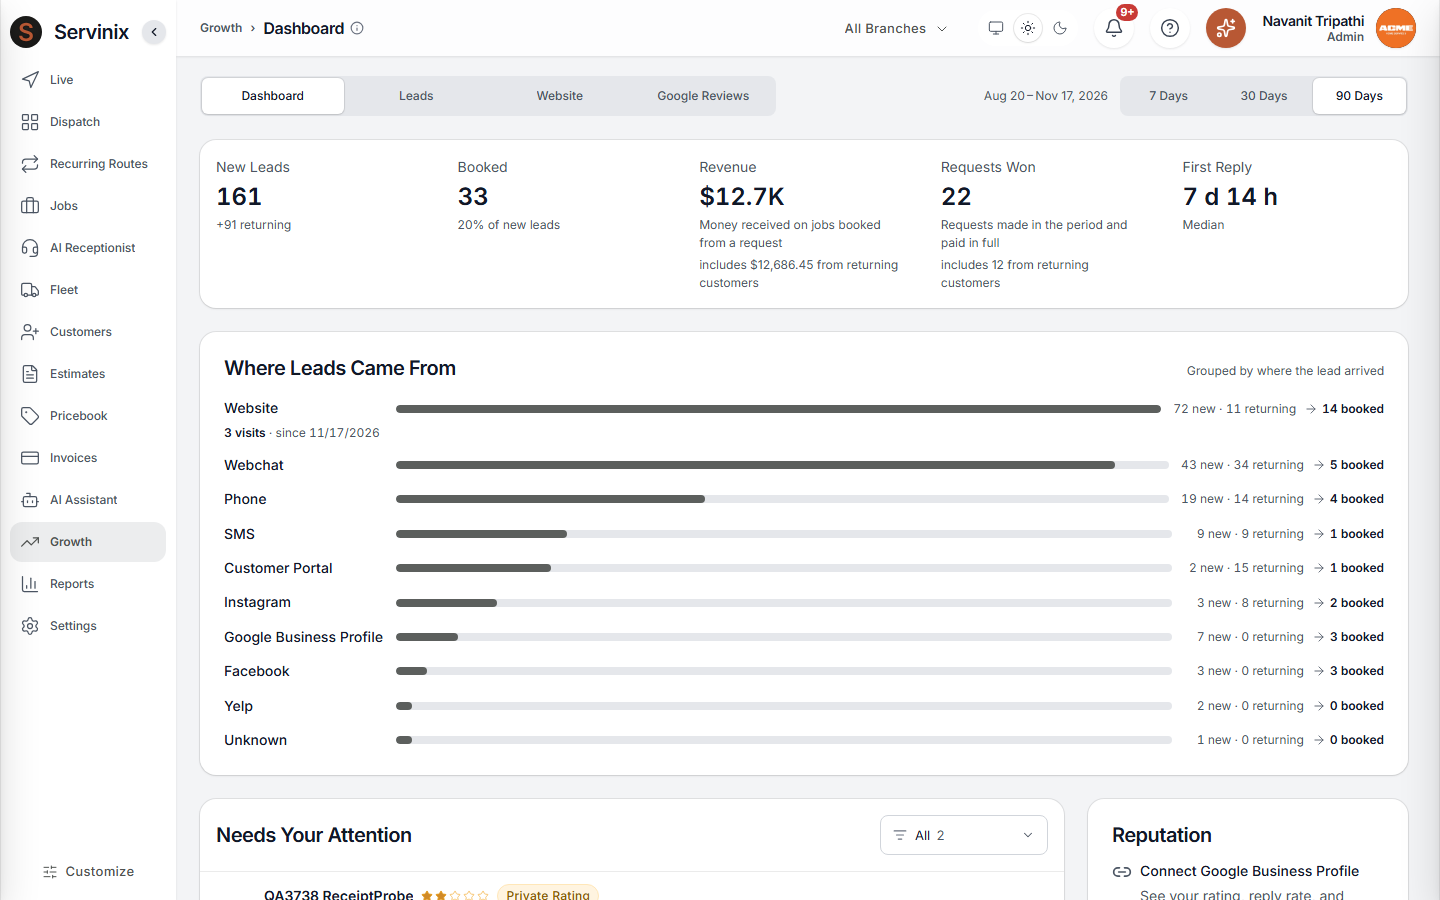 S Servinix
Growth › Dashboard
All Branches
9+
Navanit Tripathi
Admin
ACME
Live
Dispatch
Recurring Routes
Jobs
AI Receptionist
Fleet
Customers
Estimates
Pricebook
Invoices
AI Assistant
Growth
Reports
Settings
Customize
Dashboard Leads Website Google Reviews
Aug 20 – Nov 17, 2026 7 Days 30 Days 90 Days
New Leads
161
+91 returning
Booked
33
20% of new leads
Revenue
$12.7K
Money received on jobs booked
from a request
includes $12,686.45 from returning
customers
Requests Won
22
Requests made in the period and
paid in full
includes 12 from returning
customers
First Reply
7 d 14 h
Median
Where Leads Came From
Grouped by where the lead arrived
Website 72 new · 11 returning → 14 booked
3 visits · since 11/17/2026
Webchat 43 new · 34 returning → 5 booked
Phone 19 new · 14 returning → 4 booked
SMS 9 new · 9 returning → 1 booked
Customer Portal 2 new · 15 returning → 1 booked
Instagram 3 new · 8 returning → 2 booked
Google Business Profile 7 new · 0 returning → 3 booked
Facebook 3 new · 0 returning → 3 booked
Yelp 2 new · 0 returning → 0 booked
Unknown 1 new · 0 returning → 0 booked
Needs Your Attention
All 2
QA3738 ReceiptProbe Private Rating
Reputation
Connect Google Business Profile
See your rating, reply rate, and